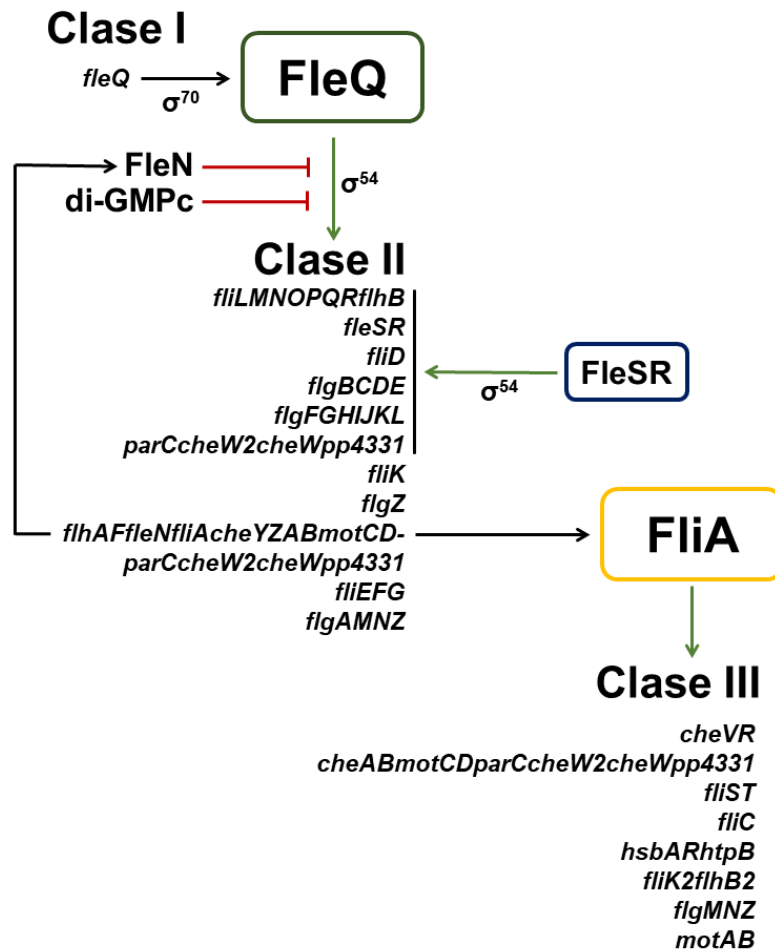 Clase I
fleQ
σ70
FleQ
FleN
di-GMPc
σ54
Clase II
fliLMNOPQRflhB
fleSR
fliD
flgBCDE
flgFGHIJKL
parCcheW2cheWpp4331
fliK
flgZ
flhAFfleNfliAcheYZABmotCD-
parCcheW2cheWpp4331
fliEFG
flgAMNZ
σ54
FleSR
FliA
Clase III
cheVR
cheABmotCDparCcheW2cheWpp4331
fliST
fliC
hsbARhtpB
fliK2flhB2
flgMNZ
motAB